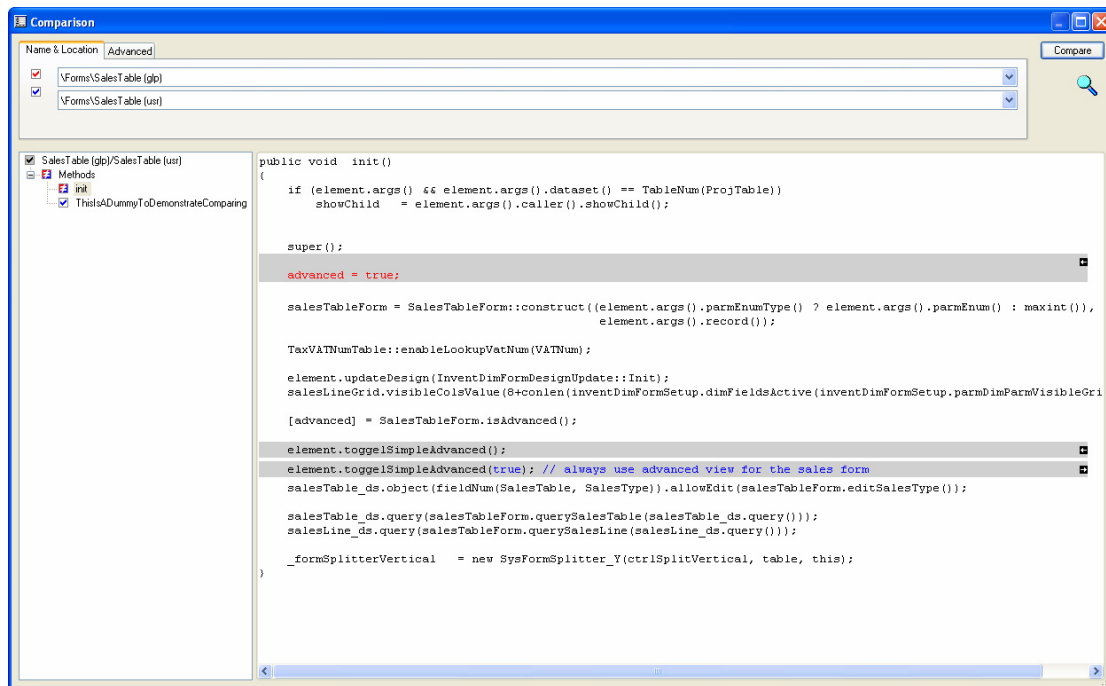 Comparison
Name & Location Advanced
Compare
\Forms\SalesTable (glp)
\Forms\SalesTable (usr)
SalesTable (glp)/SalesTable (usr)
Methods
init
ThisIsADummyToDemonstrateComparing
public void init()
{
if (element.args() && element.args().dataset() == TableNum(ProjTable))
showChild = element.args().caller().showChild();
super();
advanced = true;
salesTableForm = SalesTableForm::construct((element.args().parmEnumType() ? element.args().parmEnum() : maxint()),
element.args().record());
TaxVATNumTable::enableLookupVatNum(VATNum);
element.updateDesign(InventDimFormDesignUpdate::Init);
salesLineGrid.visibleColsValue(8+conlen(inventDimFormSetup.dimFieldsActive(inventDimFormSetup.parmDimParmVisibleGri
[advanced] = SalesTableForm.isAdvanced();
element.toggelSimpleAdvanced();
element.toggelSimpleAdvanced(true); // always use advanced view for the sales form
salesTable_ds.object(fieldNum(SalesTable, SalesType)).allowEdit(salesTableForm.editSalesType());
salesTable_ds.query(salesTableForm.querySalesTable(salesTable_ds.query()));
salesLine_ds.query(salesTableForm.querySalesLine(salesLine_ds.query()));
_formSplitterVertical = new SysFormSplitter_Y(ctrlSplitVertical, table, this);
}